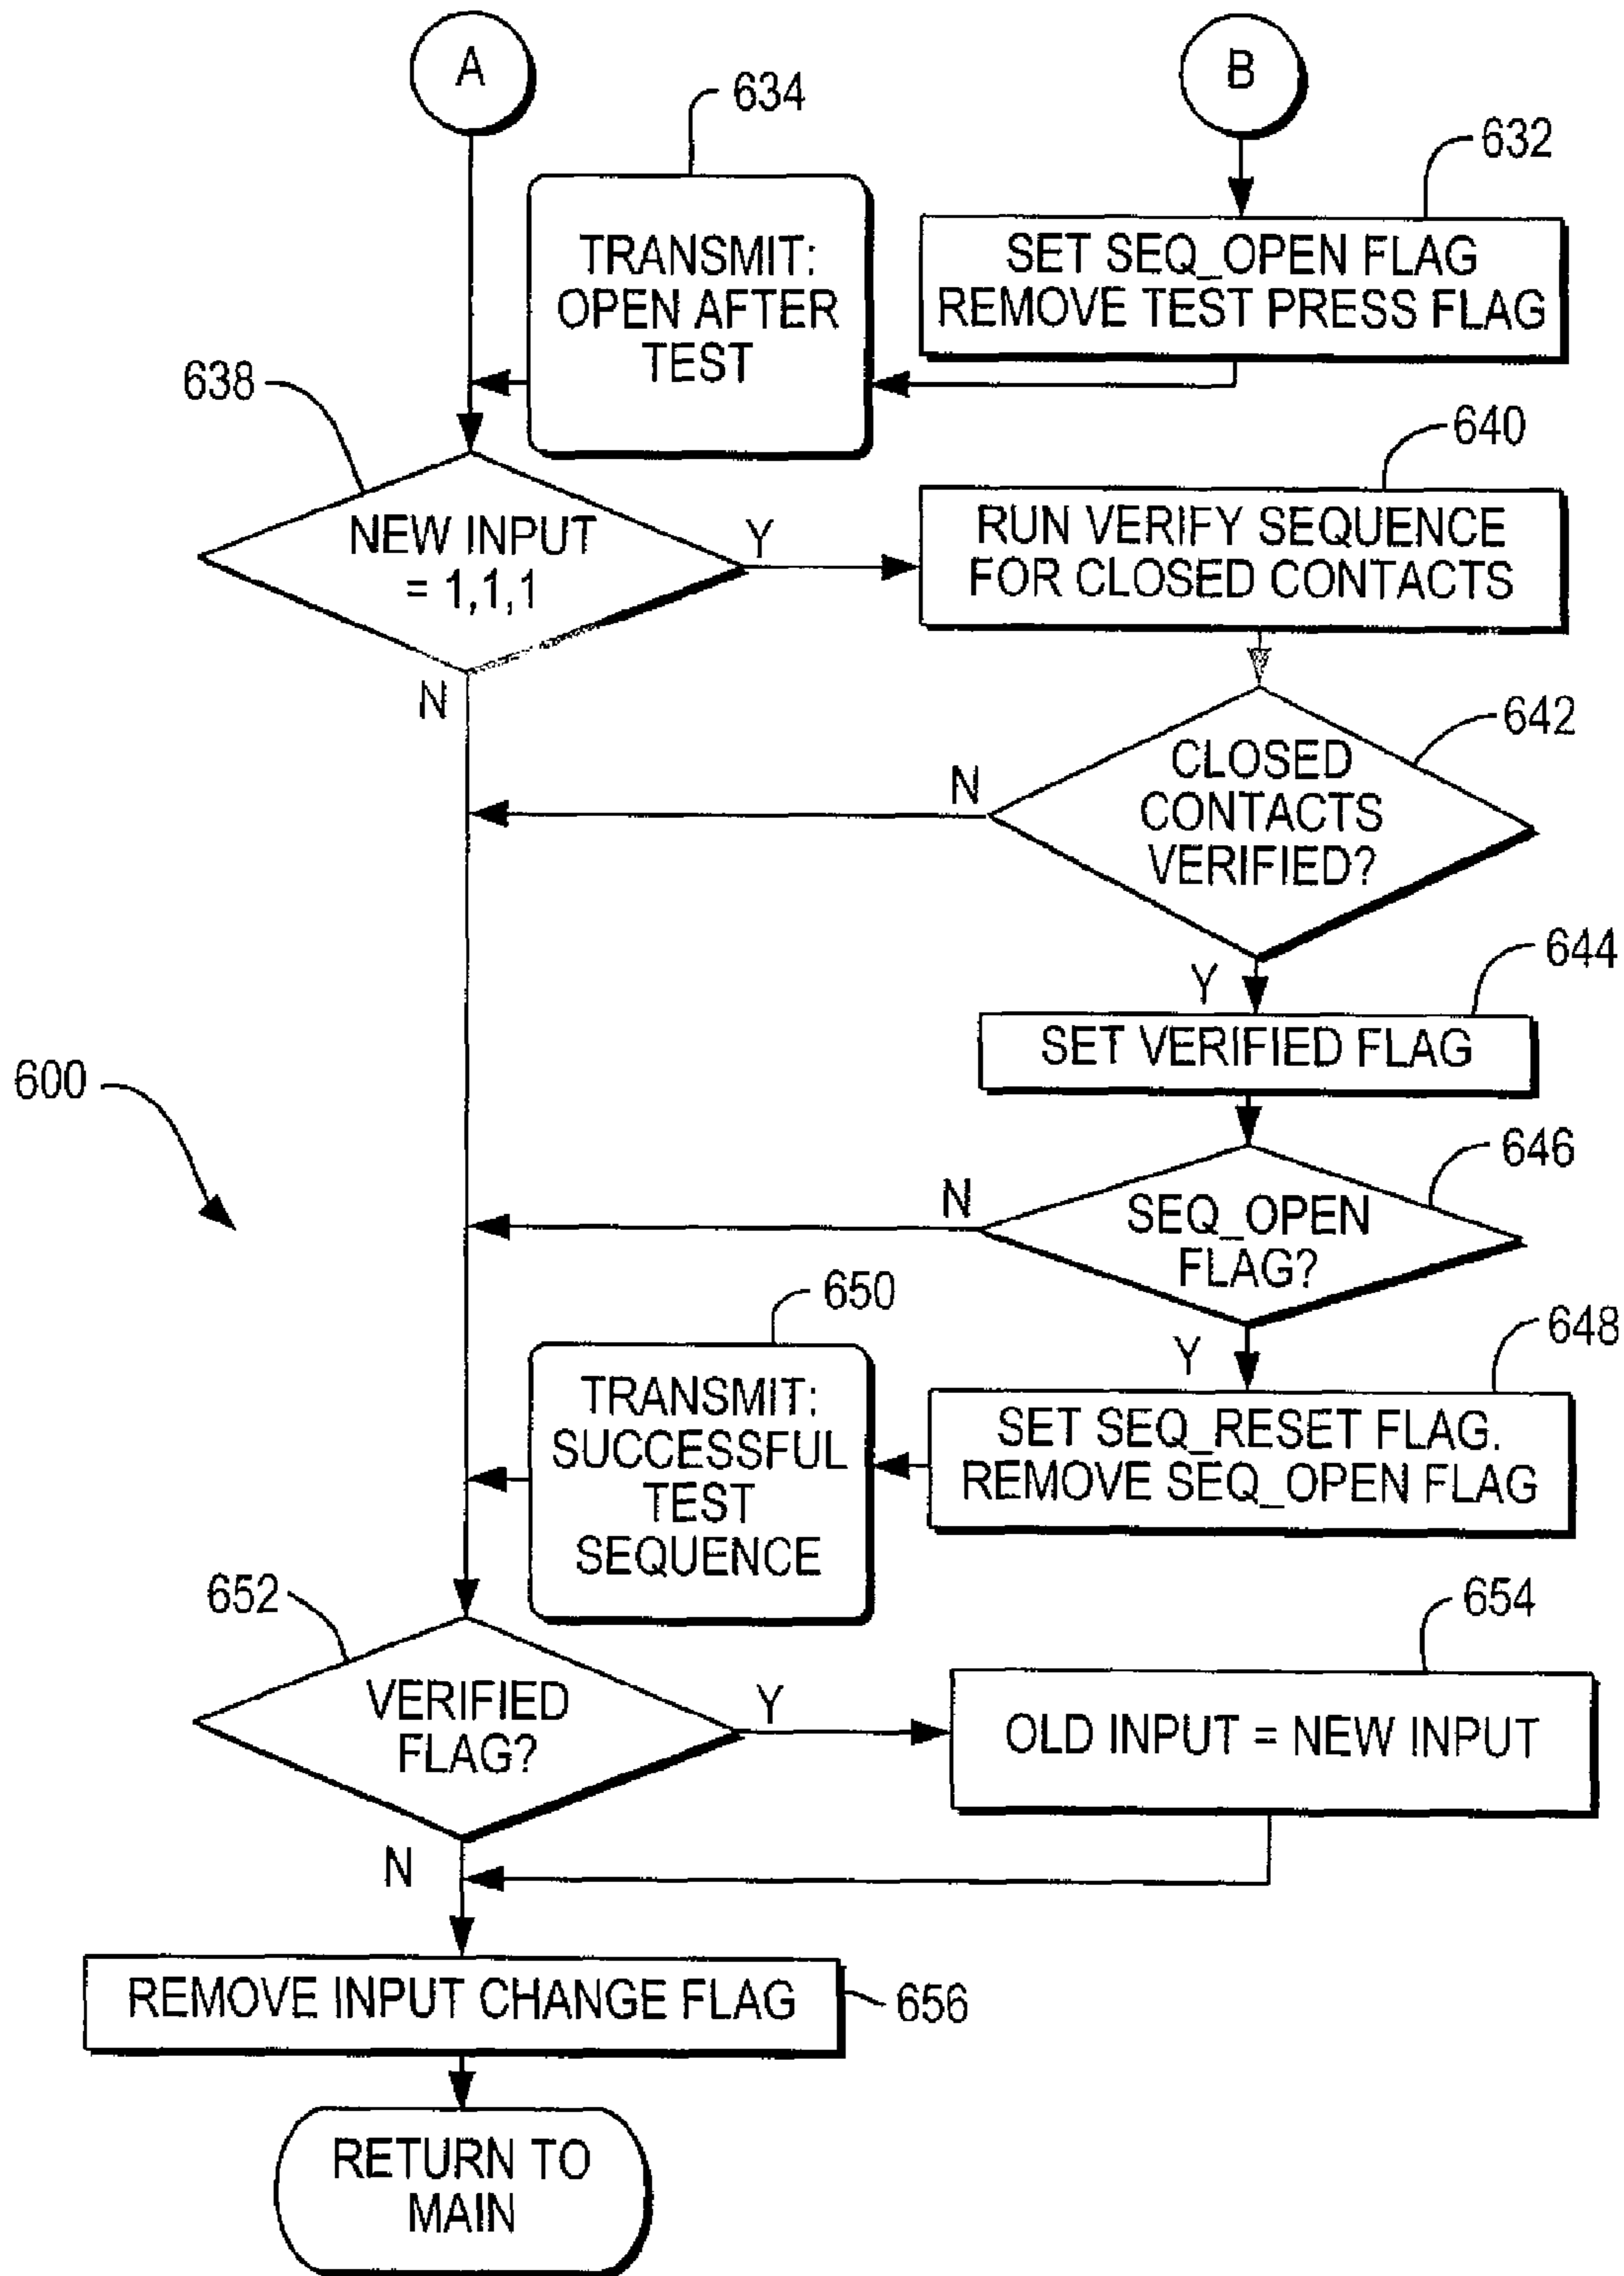 A
B
634
632
TRANSMIT:
OPEN AFTER
TEST
SET SEQ_OPEN FLAG
REMOVE TEST PRESS FLAG
638
640
NEW INPUT
= 1,1,1
Y
N
RUN VERIFY SEQUENCE
FOR CLOSED CONTACTS
642
CLOSED
CONTACTS
VERIFIED?
N
Y
644
SET VERIFIED FLAG
600
646
SEQ_OPEN
FLAG?
N
Y
650
648
TRANSMIT:
SUCCESSFUL
TEST
SEQUENCE
SET SEQ_RESET FLAG.
REMOVE SEQ_OPEN FLAG
652
654
VERIFIED
FLAG?
Y
N
OLD INPUT = NEW INPUT
REMOVE INPUT CHANGE FLAG
656
RETURN TO
MAIN